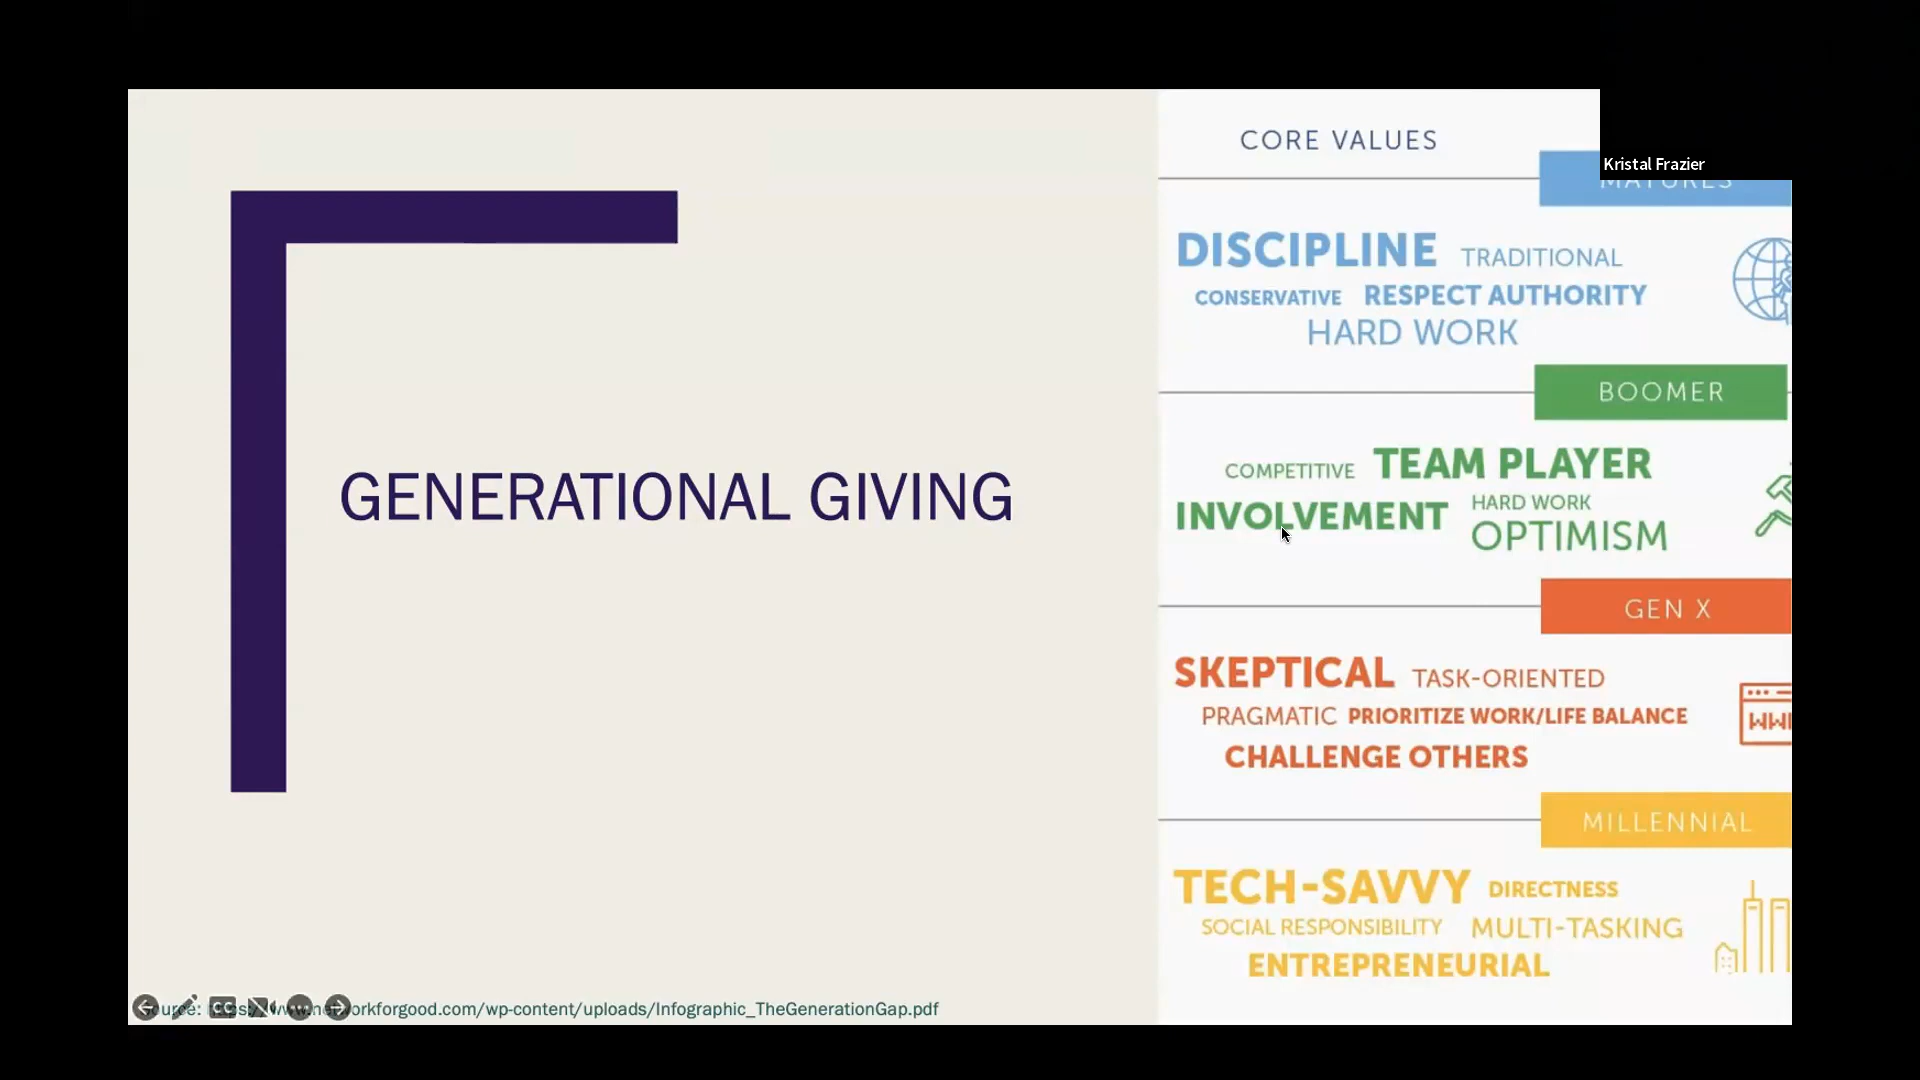 CORE VALUES
Kristal Frazier
MATURES
DISCIPLINE TRADITIONAL
CONSERVATIVE RESPECT AUTHORITY
HARD WORK
BOOMER
GENERATIONAL GIVING
COMPETITIVE TEAM PLAYER
INVOLVEMENT HARD WORK
OPTIMISM
GEN X
SKEPTICAL TASK-ORIENTED
PRAGMATIC PRIORITIZE WORK/LIFE BALANCE
CHALLENGE OTHERS
MILLENNIAL
TECH-SAVVY DIRECTNESS
SOCIAL RESPONSIBILITY MULTI-TASKING
ENTREPRENEURIAL
Source: https://www.networkforgood.com/wp-content/uploads/Infographic_TheGenerationGap.pdf